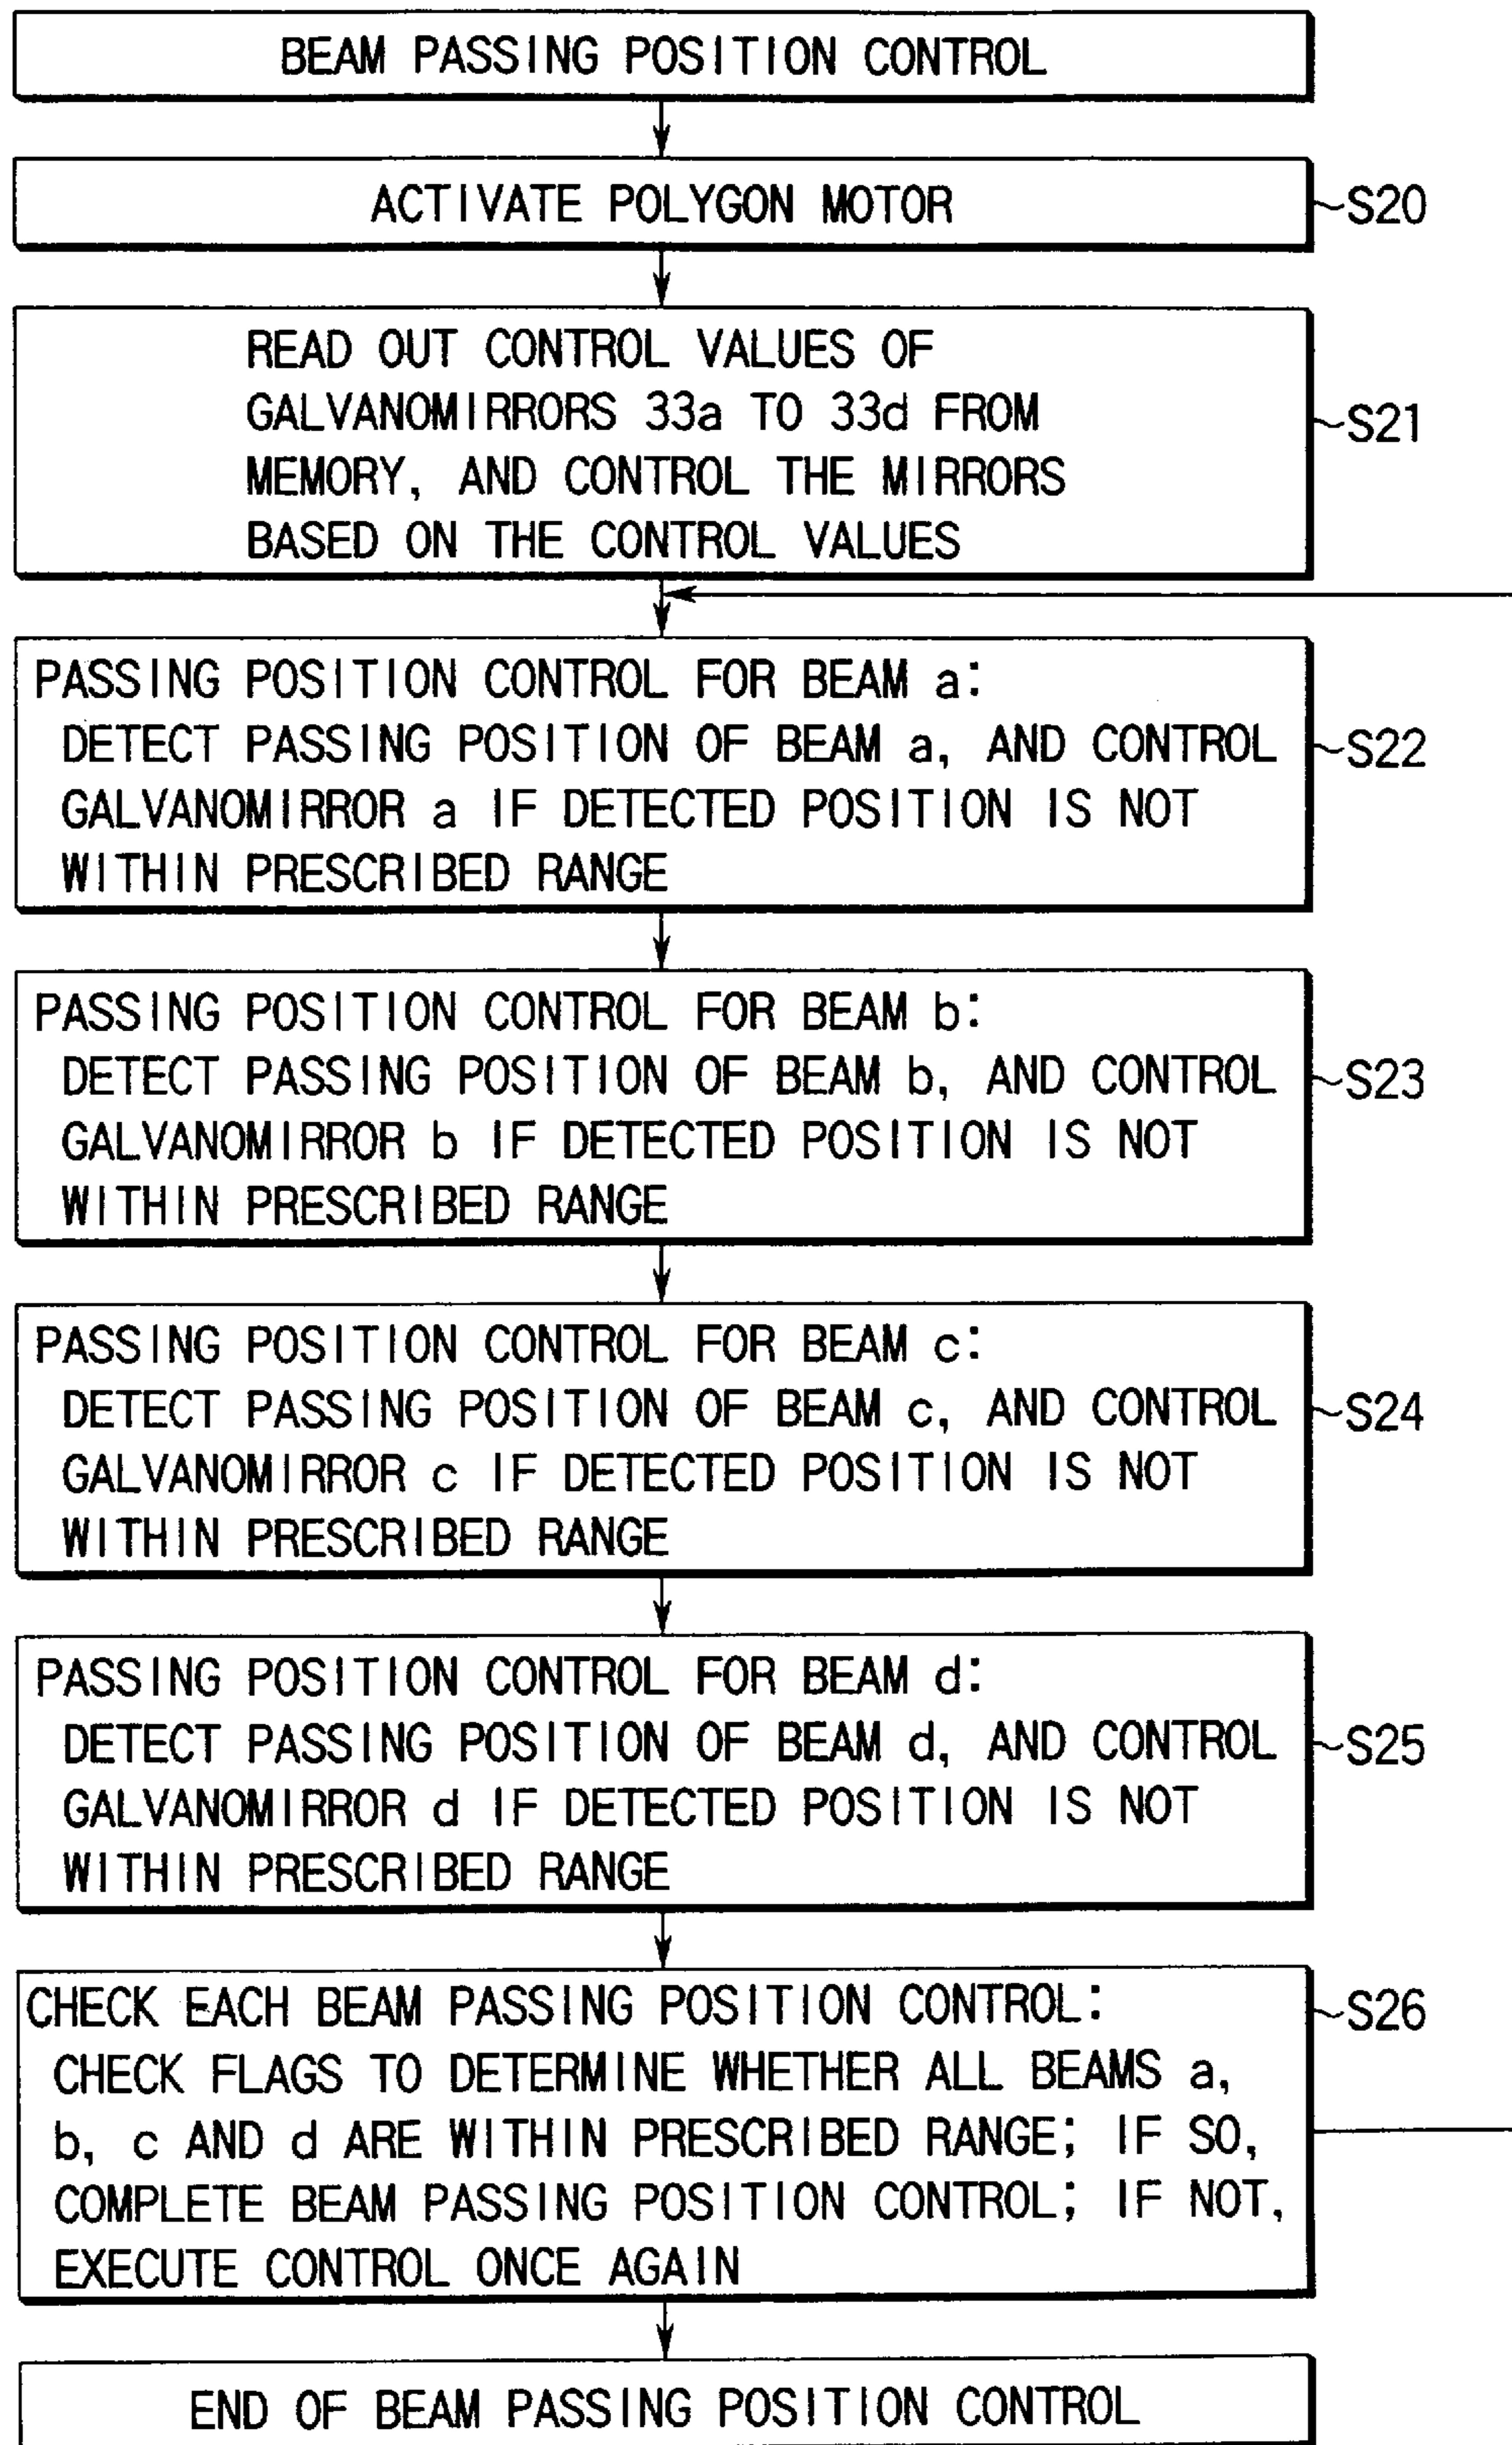 BEAM PASSING POSITION CONTROL
ACTIVATE POLYGON MOTOR
S20
READ OUT CONTROL VALUES OF
GALVANOMIRRORS 33a TO 33d FROM
MEMORY, AND CONTROL THE MIRRORS
BASED ON THE CONTROL VALUES
S21
PASSING POSITION CONTROL FOR BEAM a:
DETECT PASSING POSITION OF BEAM a, AND CONTROL
GALVANOMIRROR a IF DETECTED POSITION IS NOT
WITHIN PRESCRIBED RANGE
S22
PASSING POSITION CONTROL FOR BEAM b:
DETECT PASSING POSITION OF BEAM b, AND CONTROL
GALVANOMIRROR b IF DETECTED POSITION IS NOT
WITHIN PRESCRIBED RANGE
S23
PASSING POSITION CONTROL FOR BEAM c:
DETECT PASSING POSITION OF BEAM c, AND CONTROL
GALVANOMIRROR c IF DETECTED POSITION IS NOT
WITHIN PRESCRIBED RANGE
S24
PASSING POSITION CONTROL FOR BEAM d:
DETECT PASSING POSITION OF BEAM d, AND CONTROL
GALVANOMIRROR d IF DETECTED POSITION IS NOT
WITHIN PRESCRIBED RANGE
S25
CHECK EACH BEAM PASSING POSITION CONTROL:
CHECK FLAGS TO DETERMINE WHETHER ALL BEAMS a,
b, c AND d ARE WITHIN PRESCRIBED RANGE; IF SO,
COMPLETE BEAM PASSING POSITION CONTROL; IF NOT,
EXECUTE CONTROL ONCE AGAIN
S26
END OF BEAM PASSING POSITION CONTROL